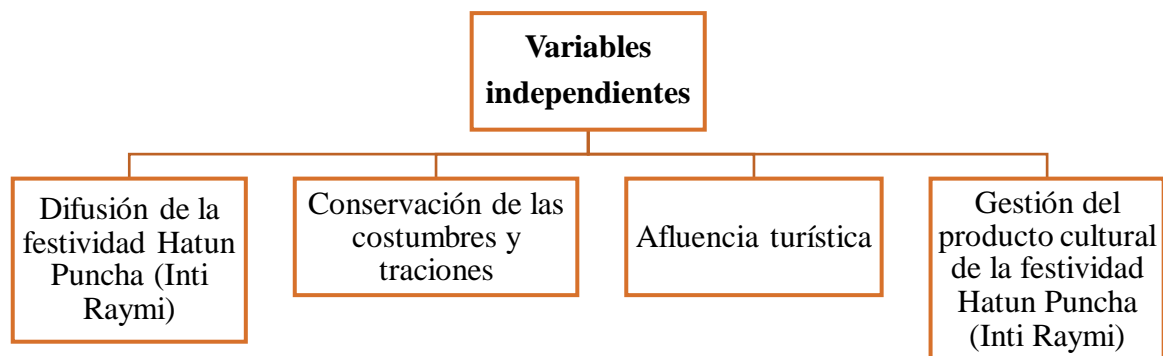 Variables
independientes
Difusión de la
festividad Hatun
Puncha (Inti
Raymi)
Conservación de las
costumbres y
traciones
Afluencia turística
Gestión del
producto cultural
de la festividad
Hatun Puncha
(Inti Raymi)